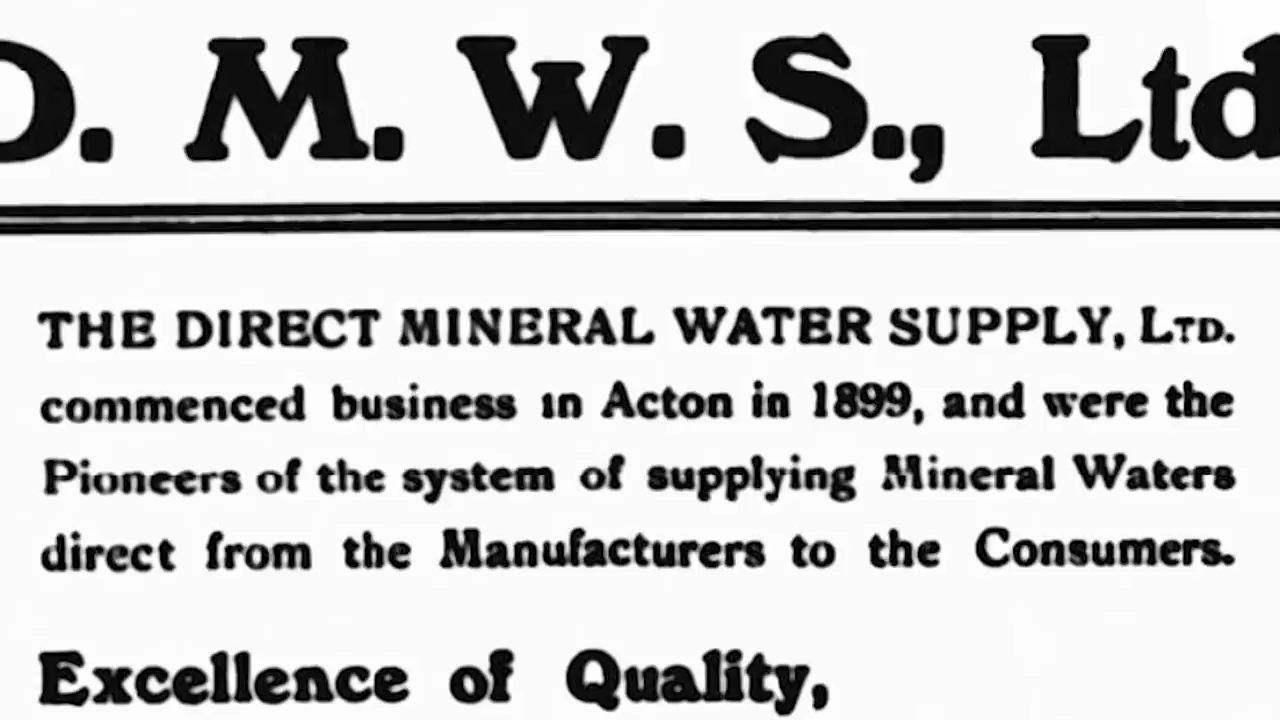 D. M. W. S., Ltd
THE DIRECT MINERAL WATER SUPPLY, LTD.
commenced business in Acton in 1899, and were the
Pioneers of the system of supplying Mineral Waters
direct from the Manufacturers to the Consumers.
Excellence of Quality,